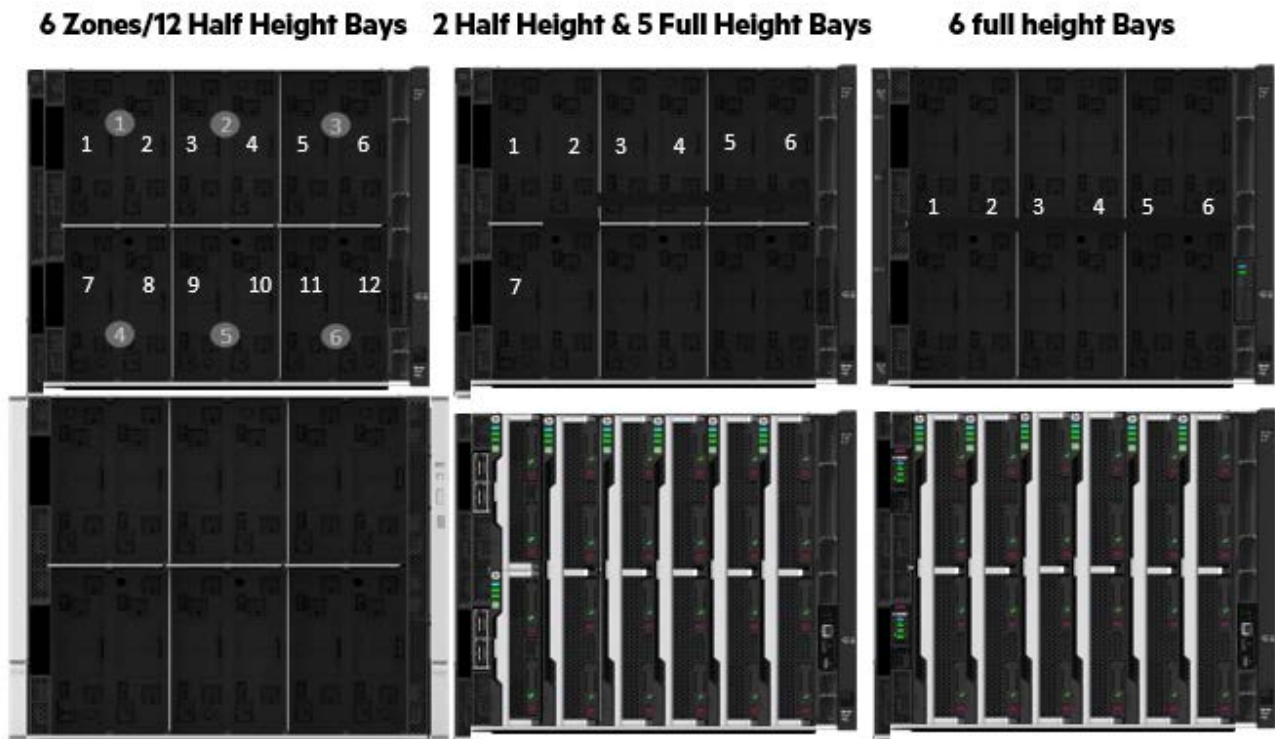 6 Zones/12 Half Height Bays
2 Half Height & 5 Full Height Bays
6 full height Bays
1 2 3
1 2 3 4 5 6
7 8 9 10 11 12
4 5 6
1 2 3 4 5 6
7
1 2 3 4 5 6